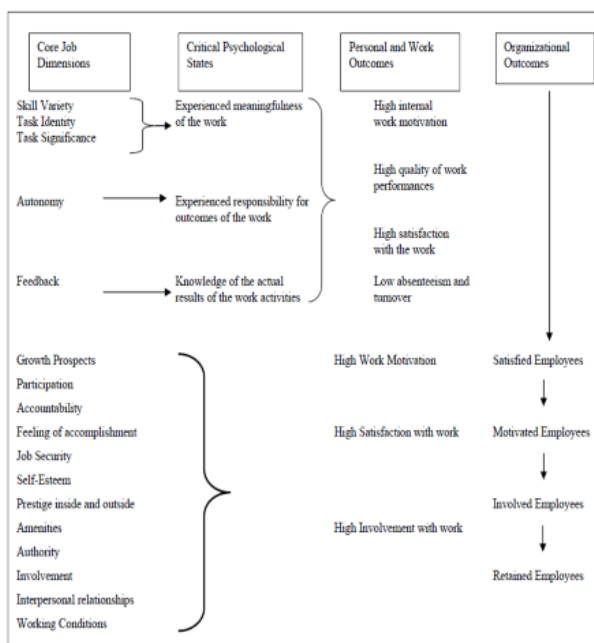 Core Job
Dimensions
Critical Psychological
States
Personal and Work
Outcomes
Organizational
Outcomes
Skill Variety
Task Identity
Task Significance
Experienced meaningfulness
of the work
High internal
work motivation
High quality of work
performances
Autonomy
Experienced responsibility for
outcomes of the work
High satisfaction
with the work
Feedback
Knowledge of the actual
results of the work activities
Low absenteeism and
turnover
Growth Prospects
Participation
Accountability
Feeling of accomplishment
Job Security
Self-Esteem
Prestige inside and outside
Amenities
Authority
Involvement
Interpersonal relationships
Working Conditions
High Work Motivation
High Satisfaction with work
High Involvement with work
Satisfied Employees
Motivated Employees
Involved Employees
Retained Employees